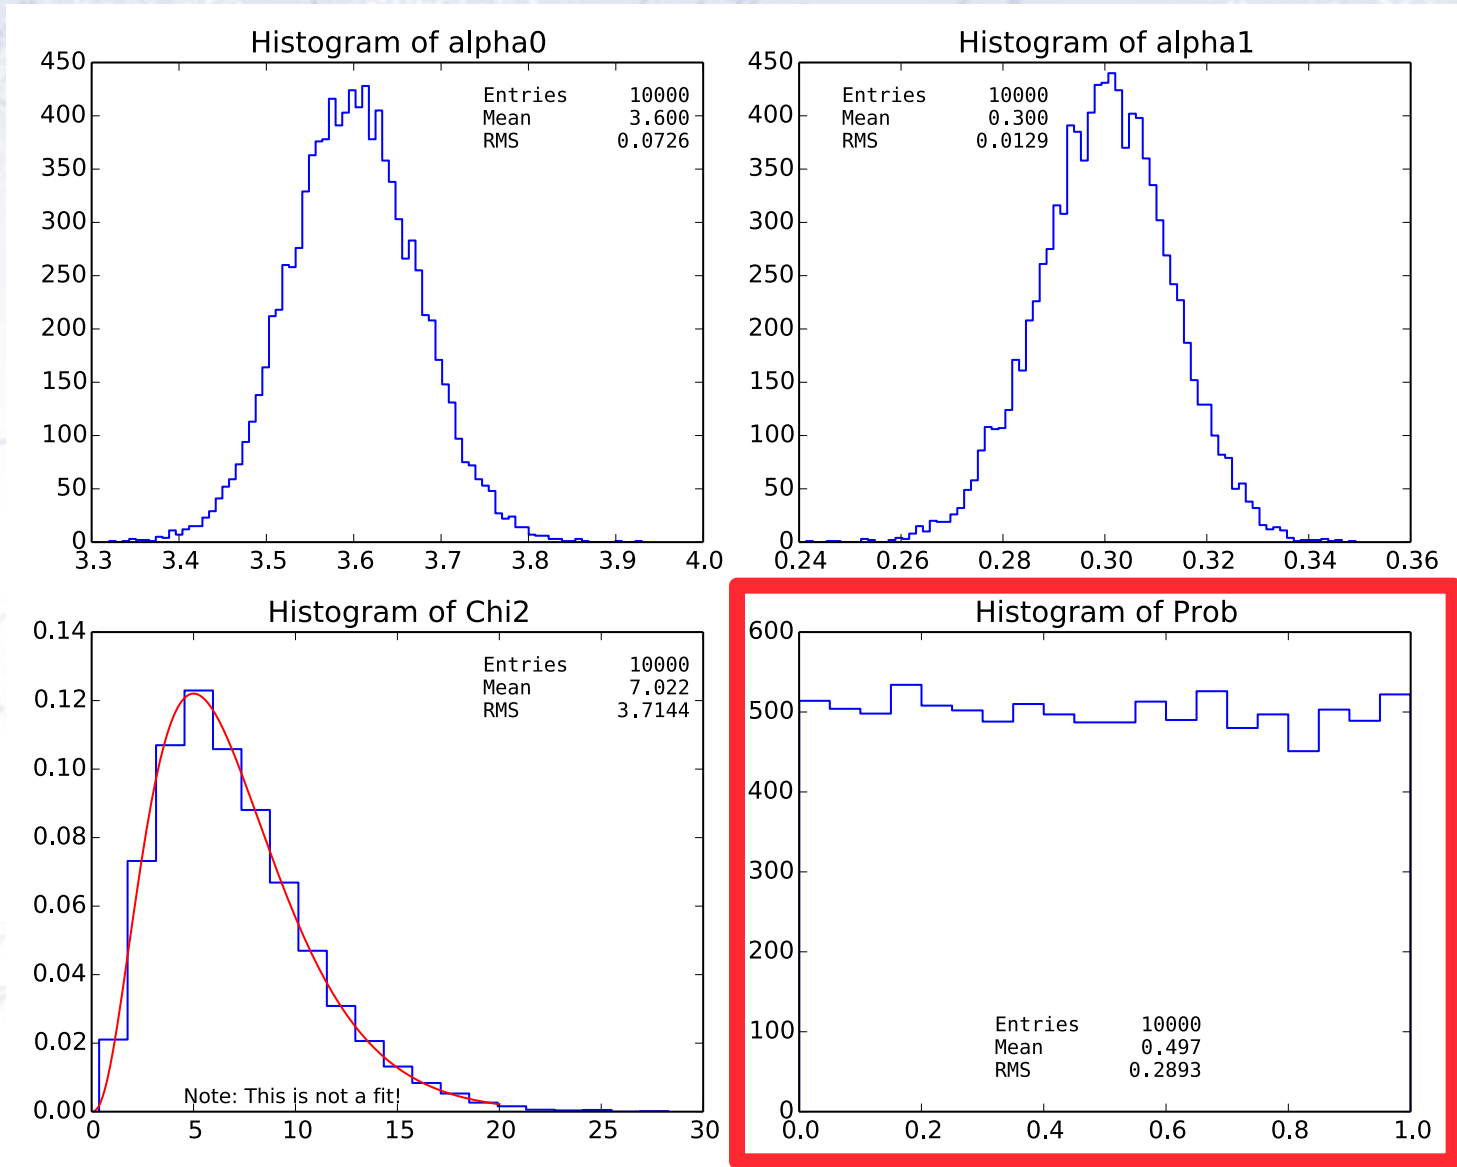 Histogram of alpha0
450
400
350
300
250
200
150
100
50
0
3.3 3.4 3.5 3.6 3.7 3.8 3.9 4.0
Entries 10000
Mean 3.600
RMS 0.0726
Histogram of alpha1
450
400
350
300
250
200
150
100
50
0
0.24 0.26 0.28 0.30 0.32 0.34 0.36
Entries 10000
Mean 0.300
RMS 0.0129
Histogram of Chi2
0.14
0.12
0.10
0.08
0.06
0.04
0.02
0.00
0 5 10 15 20 25 30
Entries 10000
Mean 7.022
RMS 3.7144
Note: This is not a fit!
Histogram of Prob
600
500
400
300
200
100
0
0.0 0.2 0.4 0.6 0.8 1.0
Entries 10000
Mean 0.497
RMS 0.2893